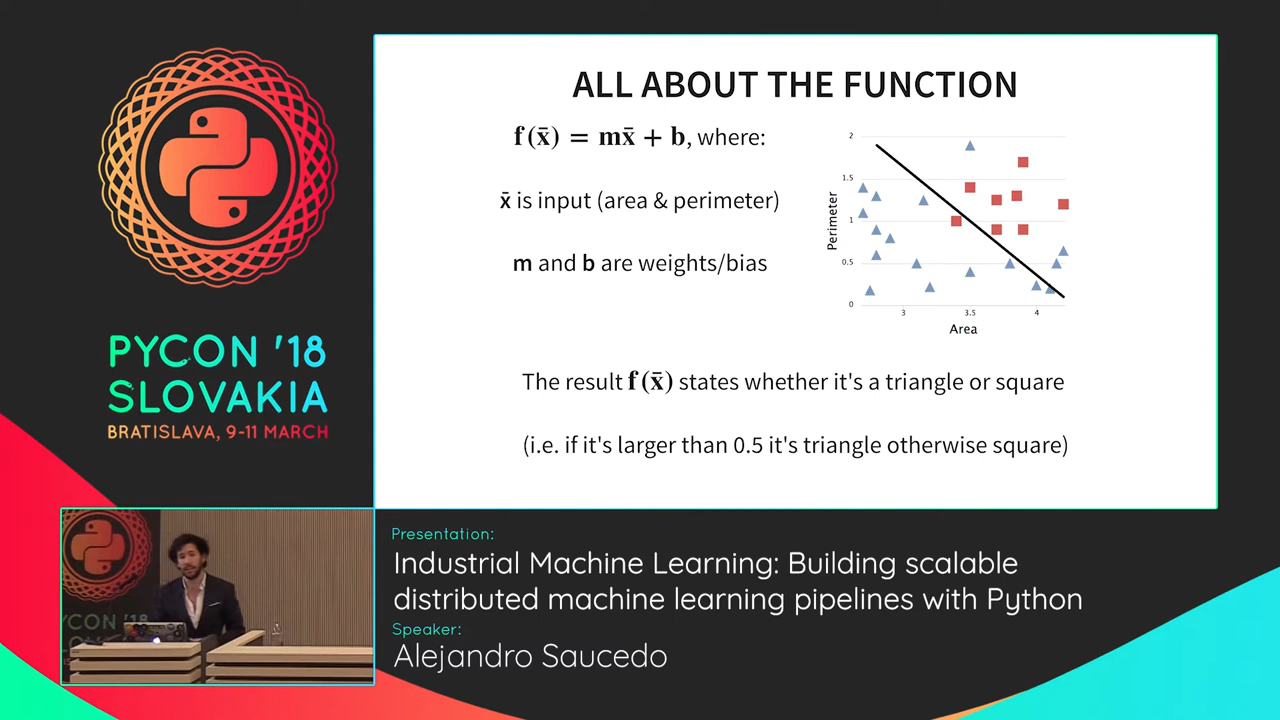 ALL ABOUT THE FUNCTION
f(x̄) = mx̄ + b, where:
x̄ is input (area & perimeter)
m and b are weights/bias
2
1.5
1
0.5
0
Perimeter
3
3.5
4
Area
The result f(x̄) states whether it's a triangle or square
(i.e. if it's larger than 0.5 it's triangle otherwise square)
PYCON '18
SLOVAKIA
BRATISLAVA, 9-11 MARCH
Presentation:
Industrial Machine Learning: Building scalable
distributed machine learning pipelines with Python
Speaker:
Alejandro Saucedo
PYCON '18
SLOVAKIA